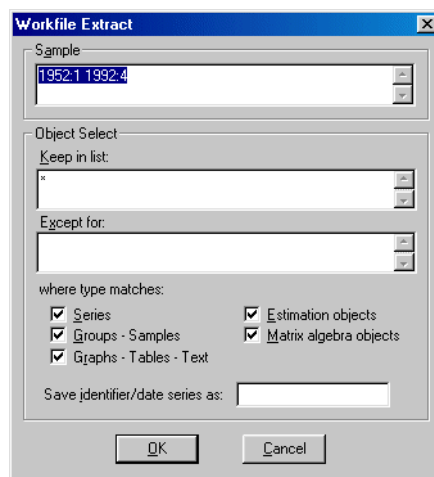 Workfile Extract
Sample
1952:1 1992:4
Object Select
Keep in list:
*
Except for:
where type matches:
Series
Estimation objects
Groups - Samples
Matrix algebra objects
Graphs - Tables - Text
Save identifier/date series as:
OK
Cancel